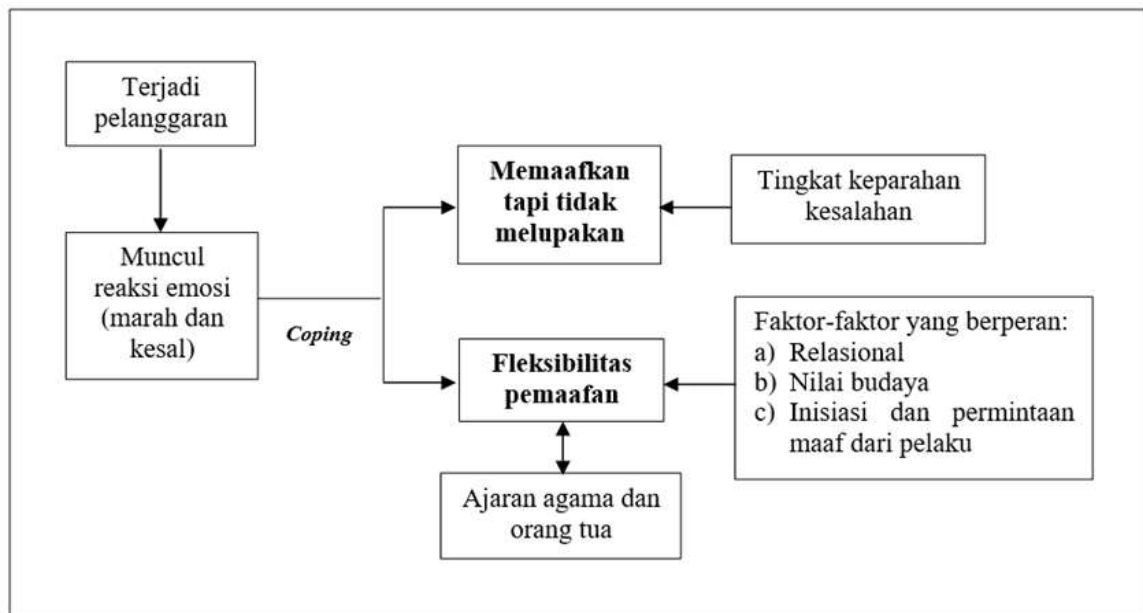 Terjadi
pelanggaran
Muncul
reaksi emosi
(marah dan
kesal)
Coping
Memaafkan
tapi tidak
melupakan
Tingkat keparahan
kesalahan
Fleksibilitas
pemaafan
Faktor-faktor yang berperan:
a) Relasional
b) Nilai budaya
c) Inisiasi dan permintaan
maaf dari pelaku
Ajaran agama dan
orang tua